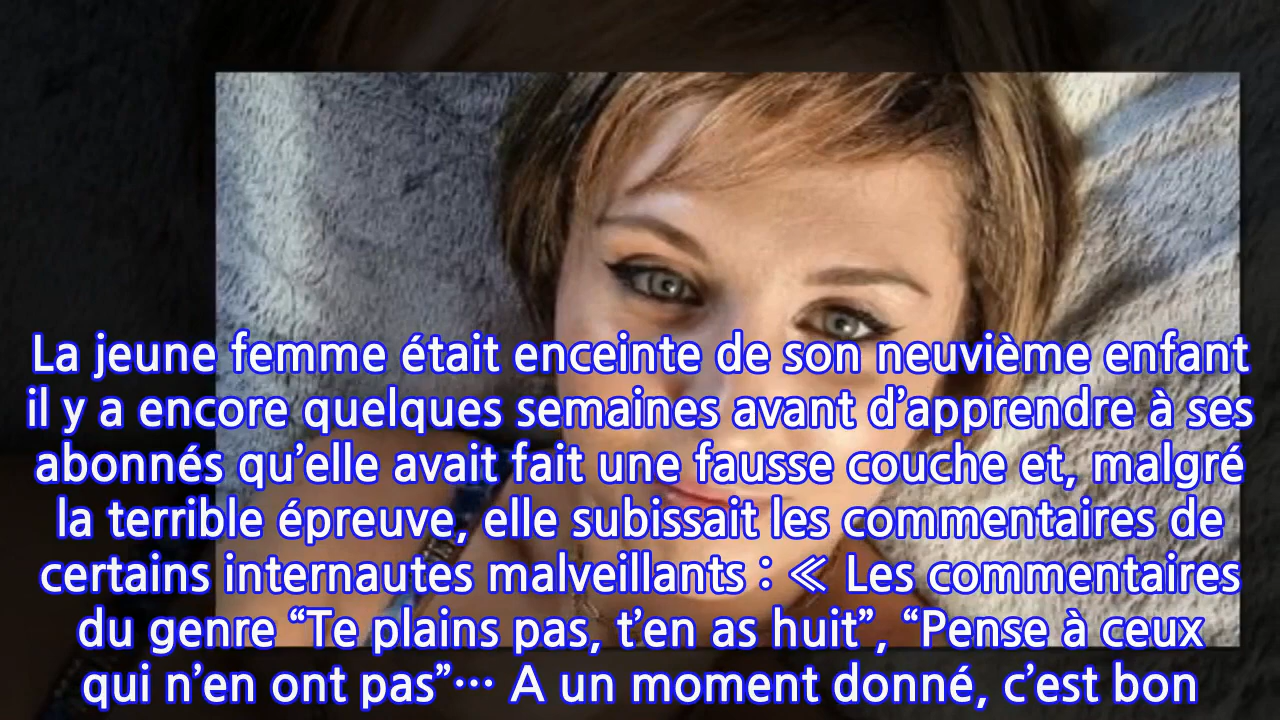 La jeune femme était enceinte de son neuvième enfant
il y a encore quelques semaines avant d’apprendre à ses
abonnés qu’elle avait fait une fausse couche et, malgré
la terrible épreuve, elle subissait les commentaires de
certains internautes malveillants : « Les commentaires
du genre “Te plains pas, t’en as huit”, “Pense à ceux
qui n’en ont pas”… A un moment donné, c’est bon